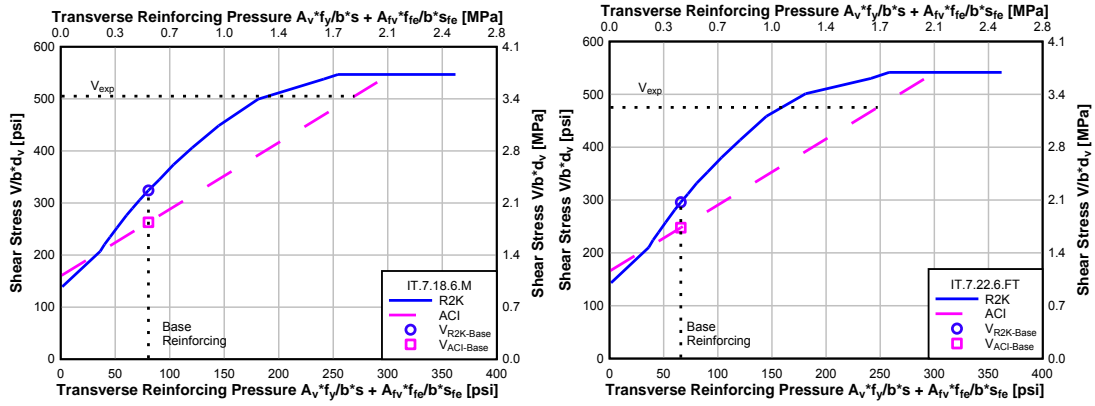 Transverse Reinforcing Pressure Av*fy/b*s + Afv*ffe/b*sfe [MPa]
0.0 0.3 0.7 1.0 1.4 1.7 2.1 2.4 2.8
Shear Stress V/b*dv [psi]
600
500
400
300
200
100
0
Vexp
Base
Reinforcing
IT.7.18.6.M
R2K
ACI
VR2K-Base
VACI-Base
4.1
3.4
2.8
2.1
1.4
0.7
0.0
Shear Stress V/b*dv [MPa]
0 50 100 150 200 250 300 350 400
Transverse Reinforcing Pressure Av*fy/b*s + Afv*ffe/b*sfe [psi]
Transverse Reinforcing Pressure Av*fy/b*s + Afv*ffe/b*sfe [MPa]
0.0 0.3 0.7 1.0 1.4 1.7 2.1 2.4 2.8
Shear Stress V/b*dv [psi]
600
500
400
300
200
100
0
Vexp
Base
Reinforcing
IT.7.22.6.FT
R2K
ACI
VR2K-Base
VACI-Base
4.1
3.4
2.8
2.1
1.4
0.7
0.0
Shear Stress V/b*dv [MPa]
0 50 100 150 200 250 300 350 400
Transverse Reinforcing Pressure Av*fy/b*s + Afv*ffe/b*sfe [psi]